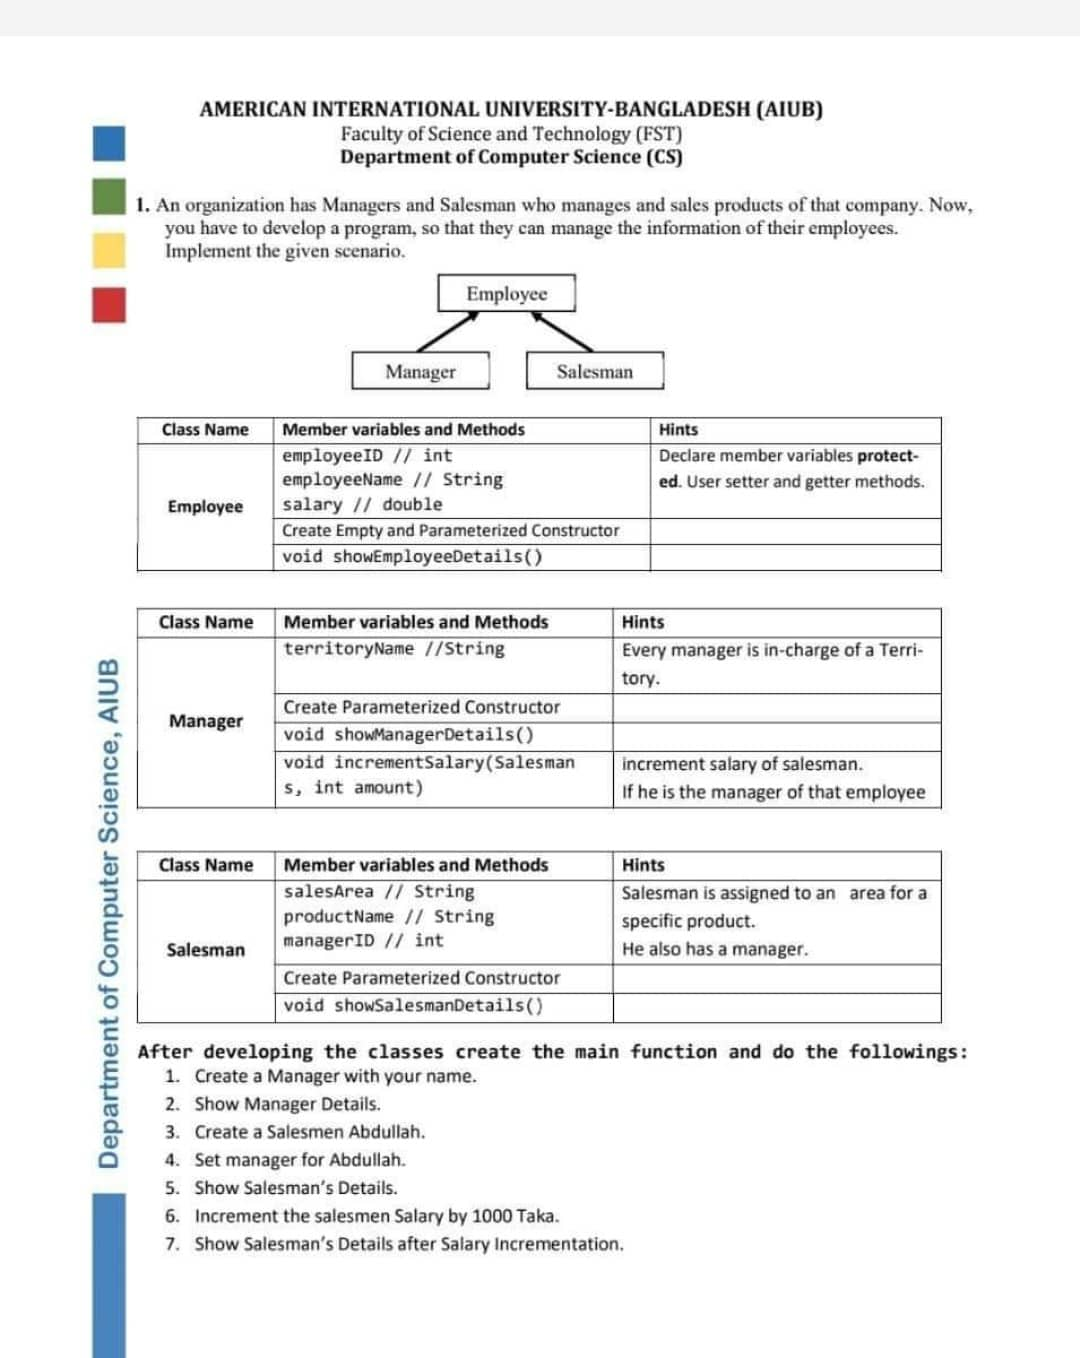 AMERICAN INTERNATIONAL UNIVERSITY-BANGLADESH (AIUB)
Faculty of Science and Technology (FST)
Department of Computer Science (CS)
1. An organization has Managers and Salesman who manages and sales products of that company. Now,
you have to develop a program, so that they can manage the information of their employees.
Implement the given scenario.
Employee
Manager
Salesman
Class Name
Member variables and Methods
Hints
Employee
employeeID // int
employeeName // String
salary // double
Declare member variables protect-
ed. User setter and getter methods.
Create Empty and Parameterized Constructor
void showEmployeeDetails()
Class Name
Member variables and Methods
Hints
Manager
territoryName //String
Every manager is in-charge of a Terri-
tory.
Create Parameterized Constructor
void showManagerDetails()
void incrementSalary(Salesman
s, int amount)
increment salary of salesman.
If he is the manager of that employee
Class Name
Member variables and Methods
Hints
Salesman
salesArea // String
productName // String
managerID // int
Salesman is assigned to an area for a
specific product.
He also has a manager.
Create Parameterized Constructor
void showSalesmanDetails()
After developing the classes create the main function and do the followings:
1. Create a Manager with your name.
2. Show Manager Details.
3. Create a Salesmen Abdullah.
4. Set manager for Abdullah.
5. Show Salesman's Details.
6. Increment the salesmen Salary by 1000 Taka.
7. Show Salesman's Details after Salary Incrementation.
Department of Computer Science, AIUB